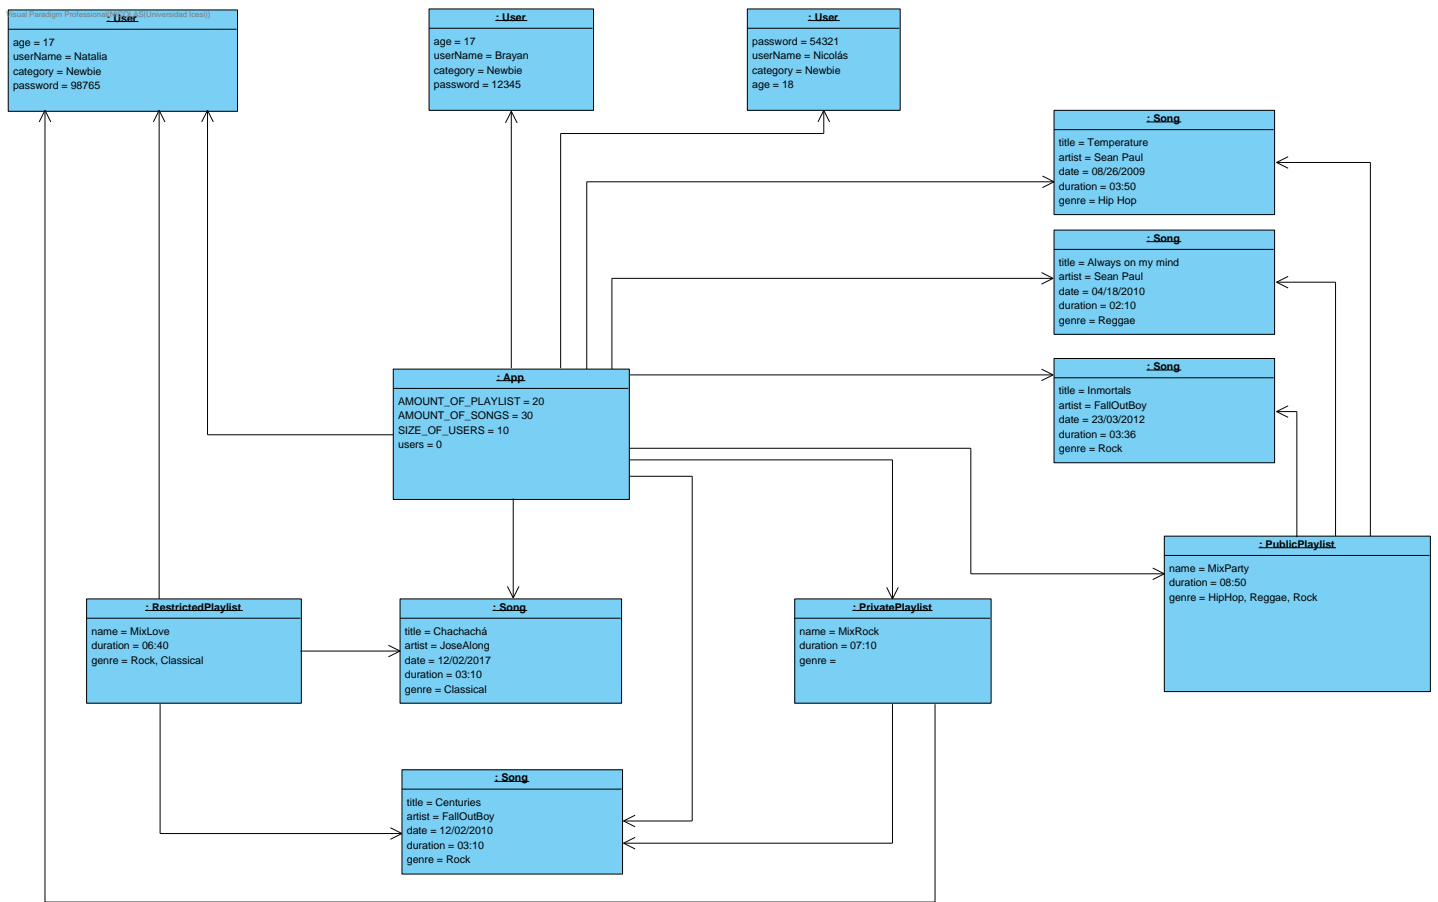 Visual Paradigm Professional(NICOLAS(Universidad Icesi))
: User
age = 17
userName = Natalia
category = Newbie
password = 98765
: User
age = 17
userName = Brayan
category = Newbie
password = 12345
: User
password = 54321
userName = Nicolás
category = Newbie
age = 18
: Song
title = Temperature
artist = Sean Paul
date = 08/26/2009
duration = 03:50
genre = Hip Hop
: Song
title = Always on my mind
artist = Sean Paul
date = 04/18/2010
duration = 02:10
genre = Reggae
: Song
title = Inmortals
artist = FallOutBoy
date = 23/03/2012
duration = 03:36
genre = Rock
: App
AMOUNT_OF_PLAYLIST = 20
AMOUNT_OF_SONGS = 30
SIZE_OF_USERS = 10
users = 0
: PublicPlaylist
name = MixParty
duration = 08:50
genre = HipHop, Reggae, Rock
: RestrictedPlaylist
name = MixLove
duration = 06:40
genre = Rock, Classical
: Song
title = Chachachá
artist = JoseAlong
date = 12/02/2017
duration = 03:10
genre = Classical
: PrivatePlaylist
name = MixRock
duration = 07:10
genre =
: Song
title = Centuries
artist = FallOutBoy
date = 12/02/2010
duration = 03:10
genre = Rock